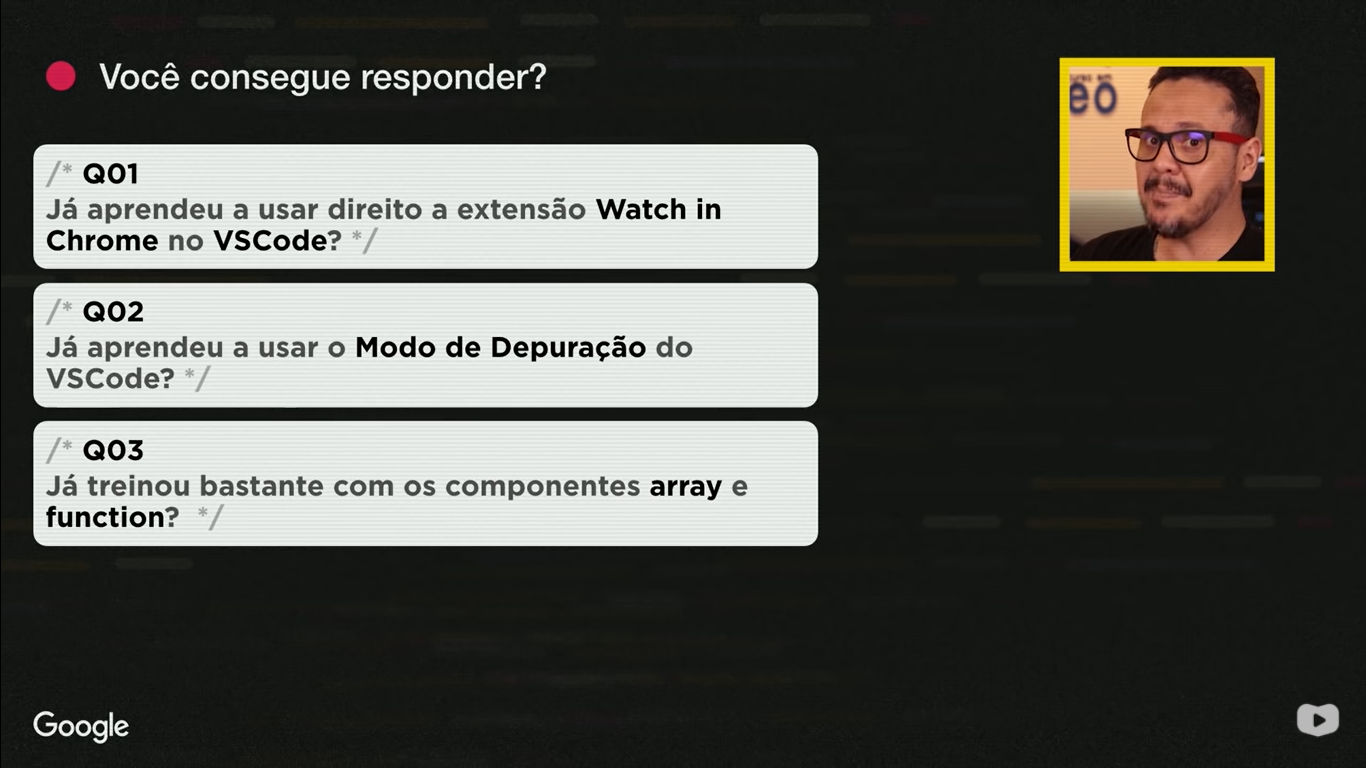 Você consegue responder?
eo
/* Q01
Já aprendeu a usar direito a extensão Watch in
Chrome no VSCode? */
/* Q02
Já aprendeu a usar o Modo de Depuração do
VSCode? */
/* Q03
Já treinou bastante com os componentes array e
function? */
Google